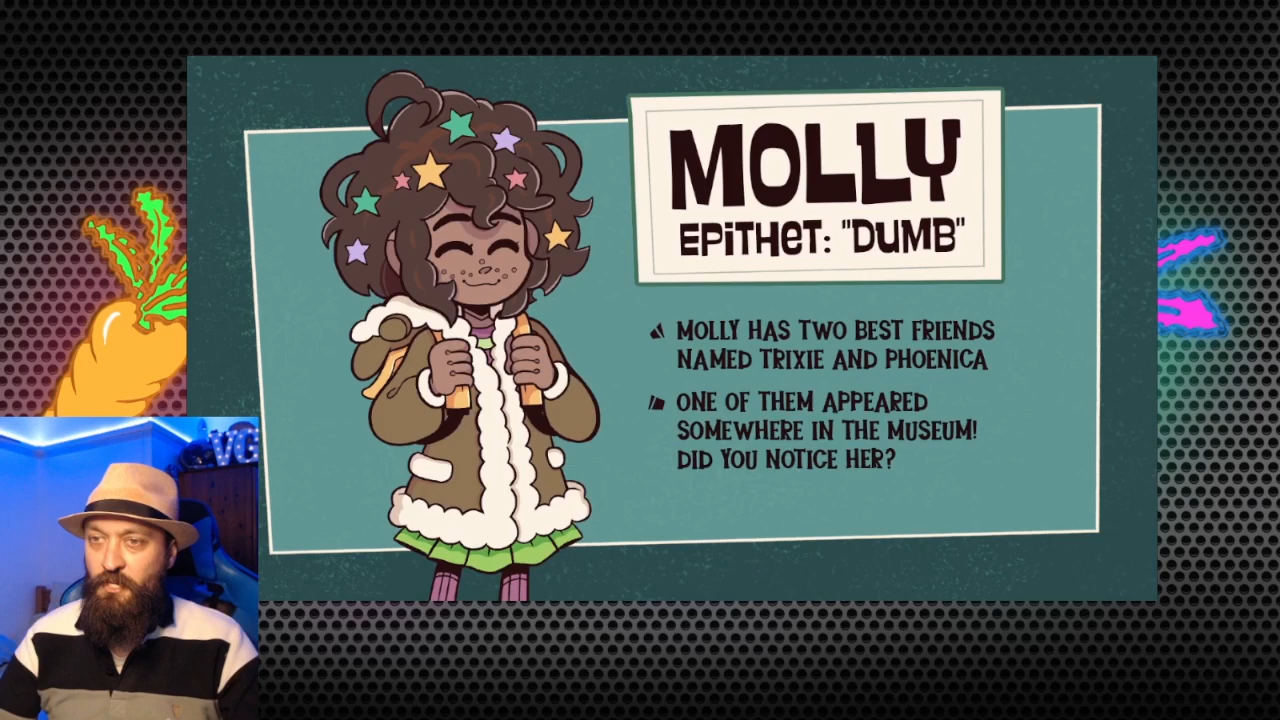 MOLLY
EPITHET: "DUMB"
MOLLY HAS TWO BEST FRIENDS
NAMED TRIXIE AND PHOENICA
ONE OF THEM APPEARED
SOMEWHERE IN THE MUSEUM!
DID YOU NOTICE HER?
VG